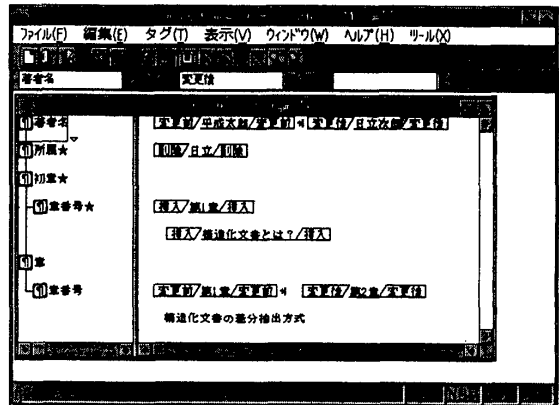 ファイル(F) 編集(E) タグ(T) 表示(V) ウィンドウ(W) ヘルプ(H) ツール(X)
著者名 変更後
¶著者名 変更前/平成太郎/変更前 변更後/日立次郎/変更後
¶所属★ 削除/日立/削除
¶初章★
¶章番号★ 挿入/第1章/挿入
挿入/構造化文書とは?/挿入
¶章
¶章番号 変更前/第1章/変更前 変更後/第2章/変更後
構造化文書の差分抽出方式